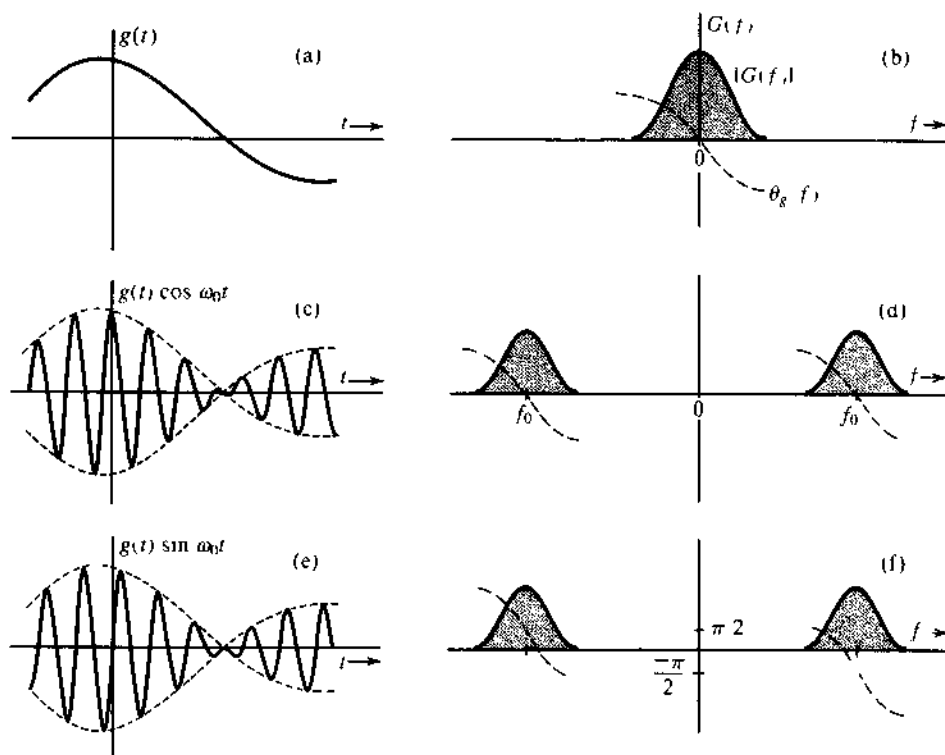 g(t)
(a)
t
G(f)
|G(f)|
(b)
f
0
θg f)
g(t) cos ω0t
(c)
t
(d)
f
f0
0
f0
g(t) sin ω0t
(e)
t
(f)
f
π 2
−π
2